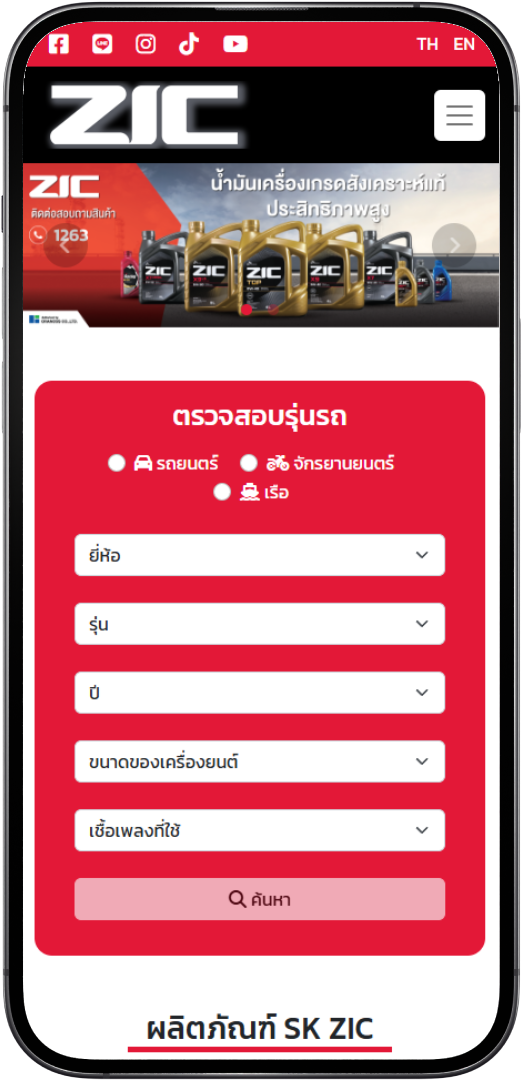 TH EN
ZIC
ZIC
น้ำมันเครื่องเกรดสังเคราะห์แท้
ประสิทธิภาพสูง
ติดต่อสอบถามสินค้า
1263
ZIC
ZIC
ZIC
TOP
ZIC
ZIC
ตรวจสอบรุ่นรถ
รถยนตร์ จักรยานยนตร์
เรือ
ยี่ห้อ
รุ่น
ปี
ขนาดของเครื่องยนต์
เชื้อเพลงที่ใช้
ค้นหา
ผลิตภัณฑ์ SK ZIC